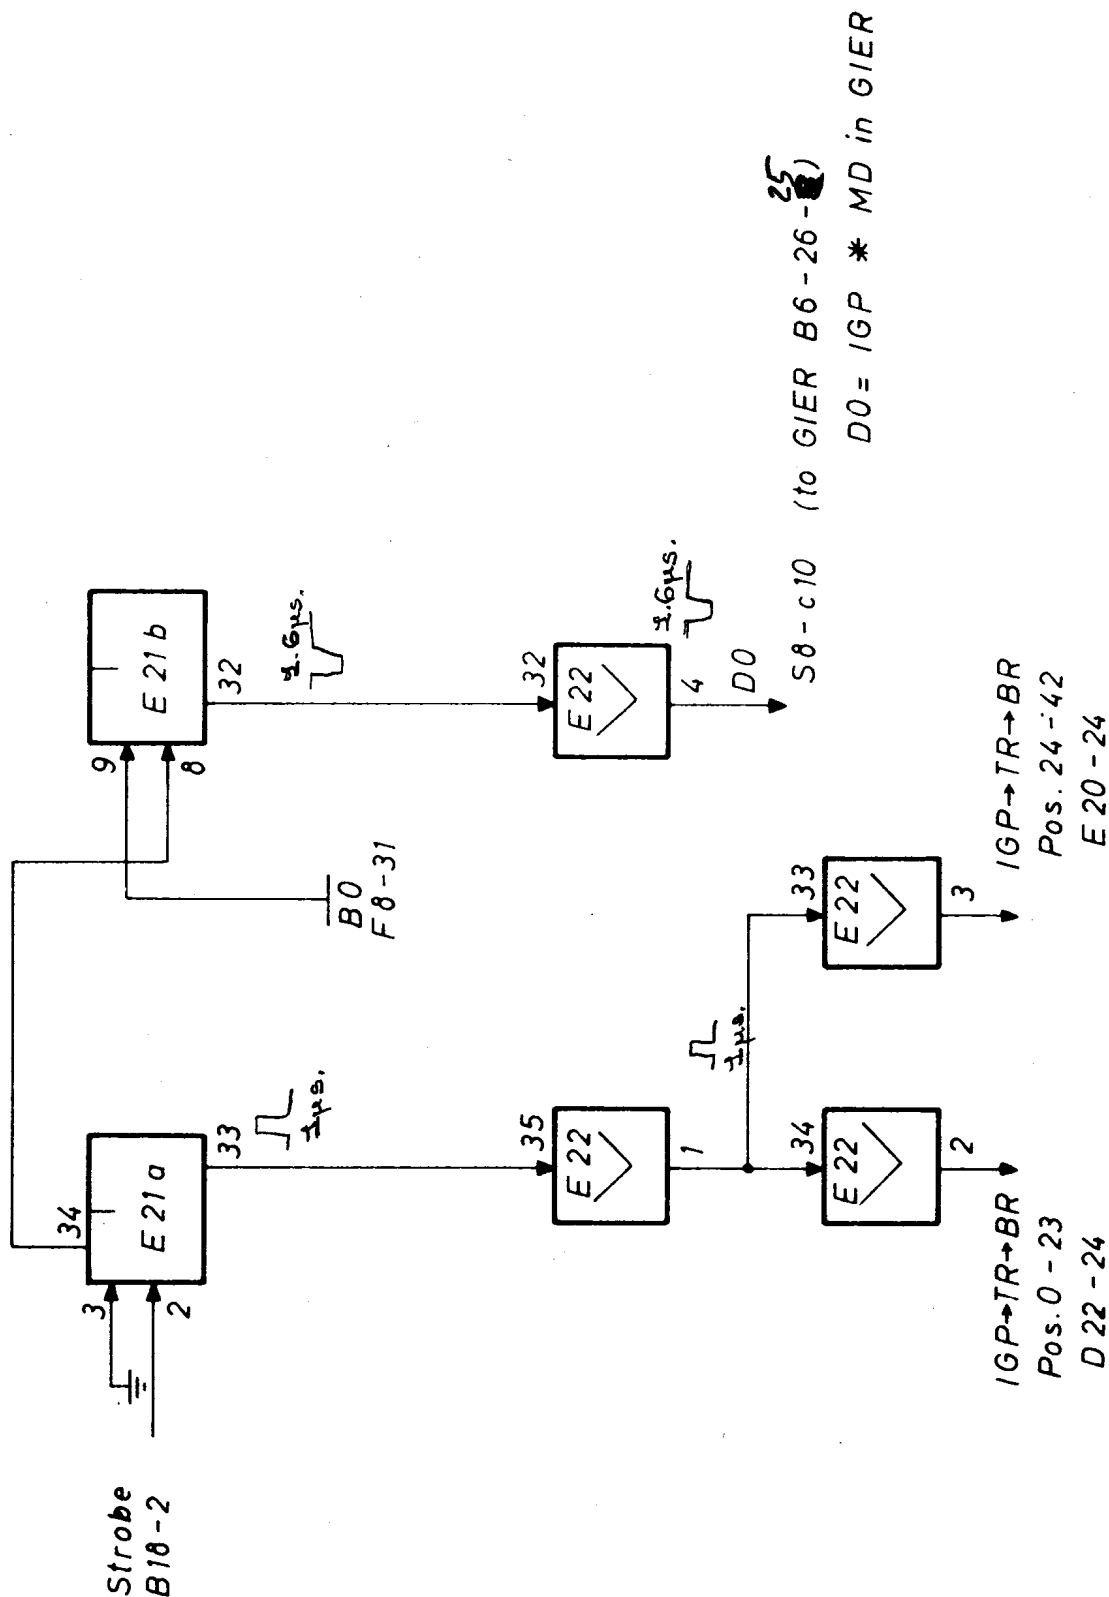 Strobe
B18-2
3
2
34
E21a
33
1µs.
35
E22
1
34
E22
2
IGP→TR→BR
Pos. 0-23
D22-24
1µs.
33
E22
3
IGP→TR→BR
Pos. 24-42
E20-24
B0
F8-31
9
8
E21b
32
1.6µs.
32
E22
4
1.6µs.
D0
S8-c10 (to GIER B6-26-25)
D0= IGP * MD in GIER